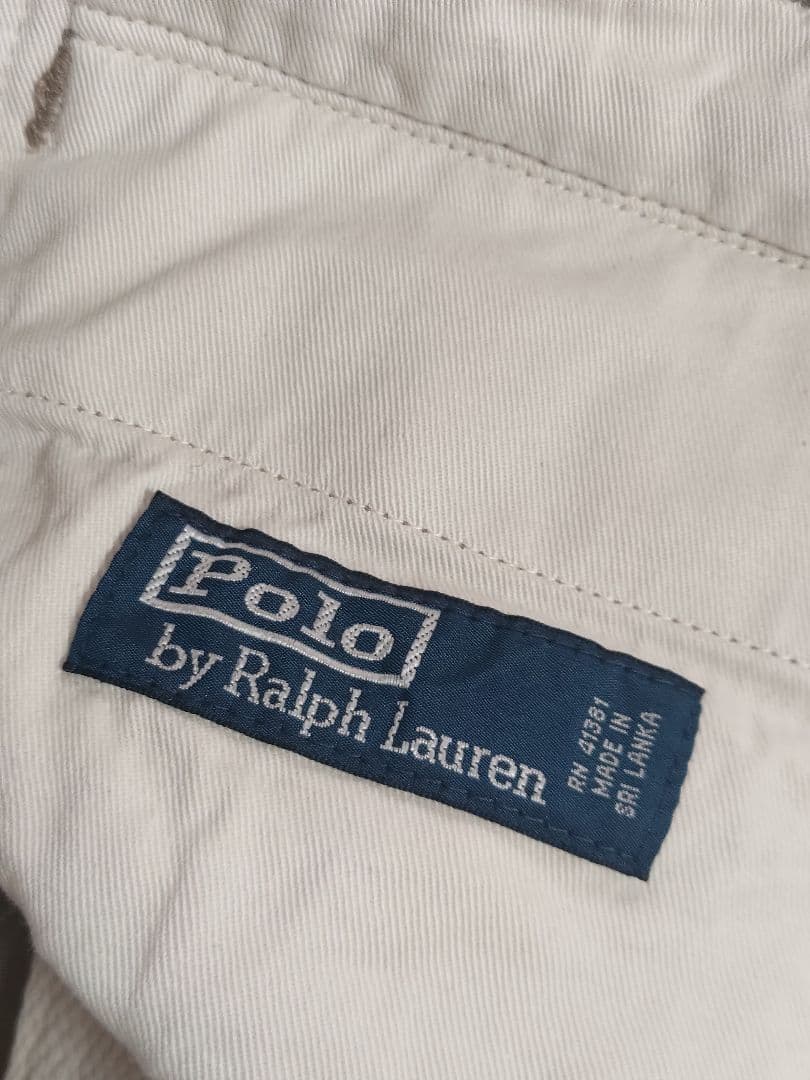 Polo
by Ralph Lauren
RN 41381
MADE IN
SRI LANKA